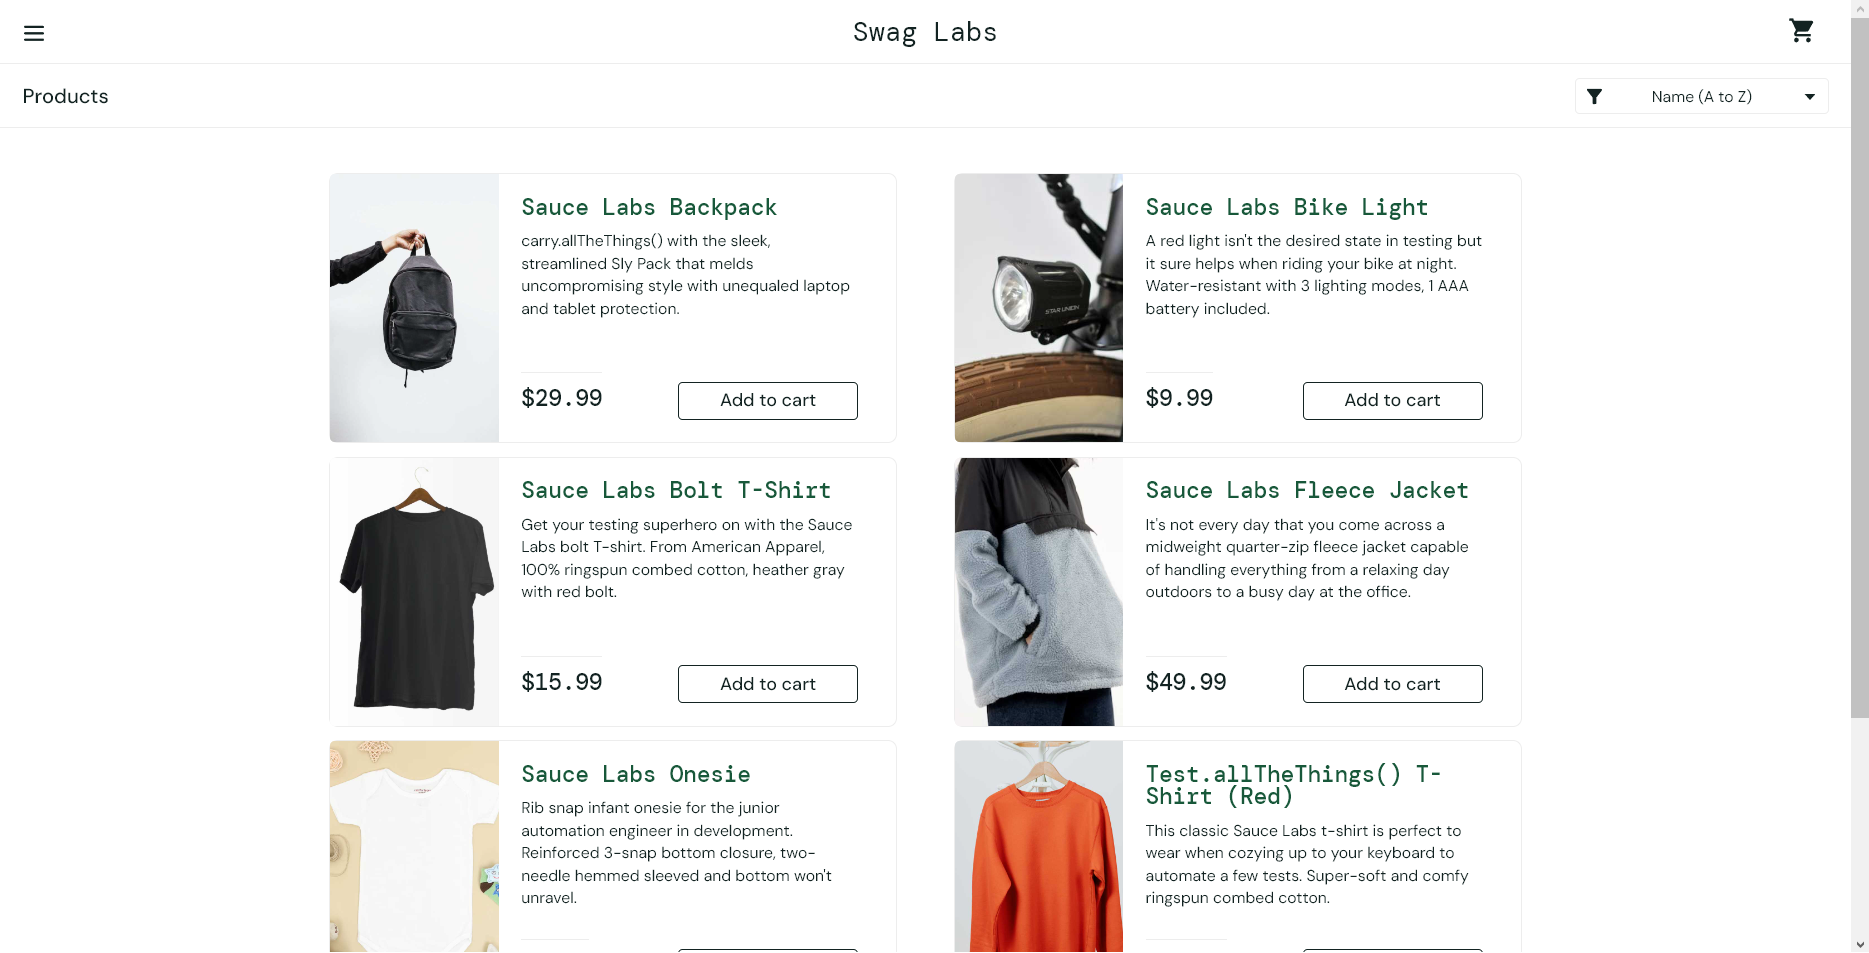 Swag Labs
Products
Name (A to Z)
Sauce Labs Backpack
carry.allTheThings() with the sleek,
streamlined Sly Pack that melds
uncompromising style with unequaled laptop
and tablet protection.
$29.99
Add to cart
Sauce Labs Bike Light
A red light isn't the desired state in testing but
it sure helps when riding your bike at night.
Water-resistant with 3 lighting modes, 1 AAA
battery included.
$9.99
Add to cart
STAR UNION
Sauce Labs Bolt T-Shirt
Get your testing superhero on with the Sauce
Labs bolt T-shirt. From American Apparel,
100% ringspun combed cotton, heather gray
with red bolt.
$15.99
Add to cart
Sauce Labs Fleece Jacket
It's not every day that you come across a
midweight quarter-zip fleece jacket capable
of handling everything from a relaxing day
outdoors to a busy day at the office.
$49.99
Add to cart
Sauce Labs Onesie
Rib snap infant onesie for the junior
automation engineer in development.
Reinforced 3-snap bottom closure, two-
needle hemmed sleeved and bottom won't
unravel.
Test.allTheThings() T-
Shirt (Red)
This classic Sauce Labs t-shirt is perfect to
wear when cozying up to your keyboard to
automate a few tests. Super-soft and comfy
ringspun combed cotton.